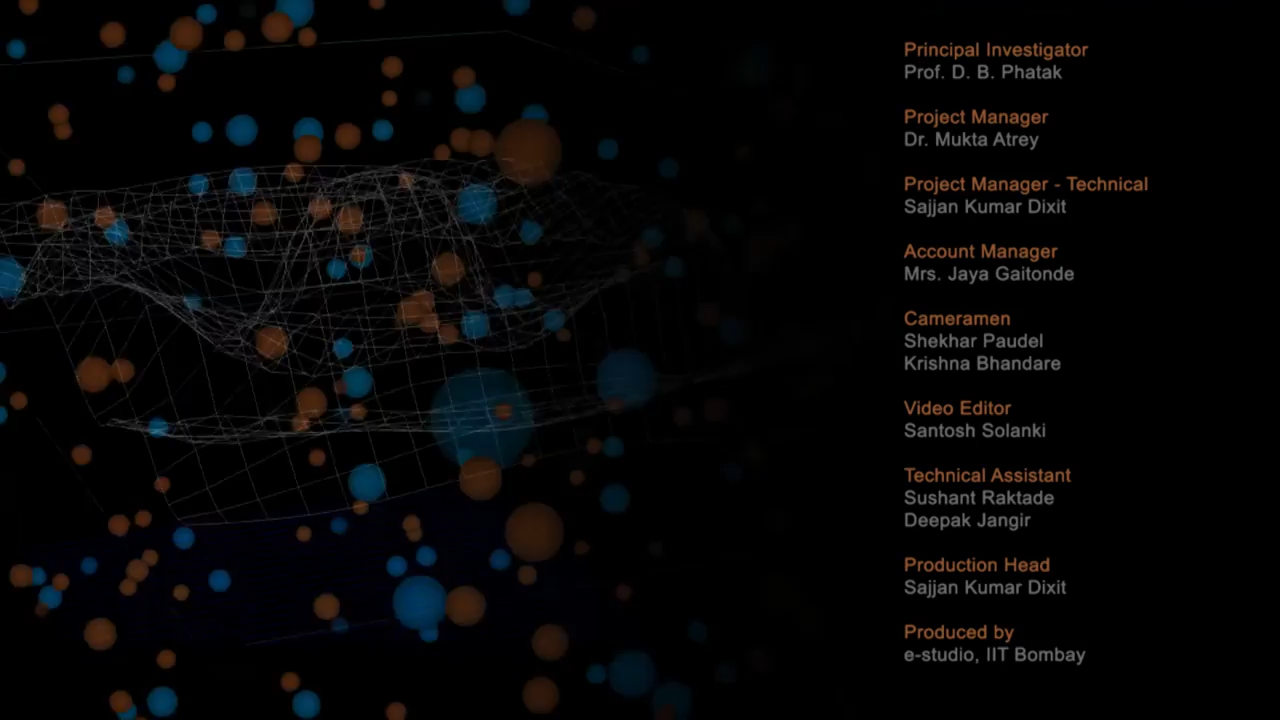 Principal Investigator
Prof. D. B. Phatak
Project Manager
Dr. Mukta Atrey
Project Manager - Technical
Sajjan Kumar Dixit
Account Manager
Mrs. Jaya Gaitonde
Cameramen
Shekhar Paudel
Krishna Bhandare
Video Editor
Santosh Solanki
Technical Assistant
Sushant Raktade
Deepak Jangir
Production Head
Sajjan Kumar Dixit
Produced by
e-studio, IIT Bombay